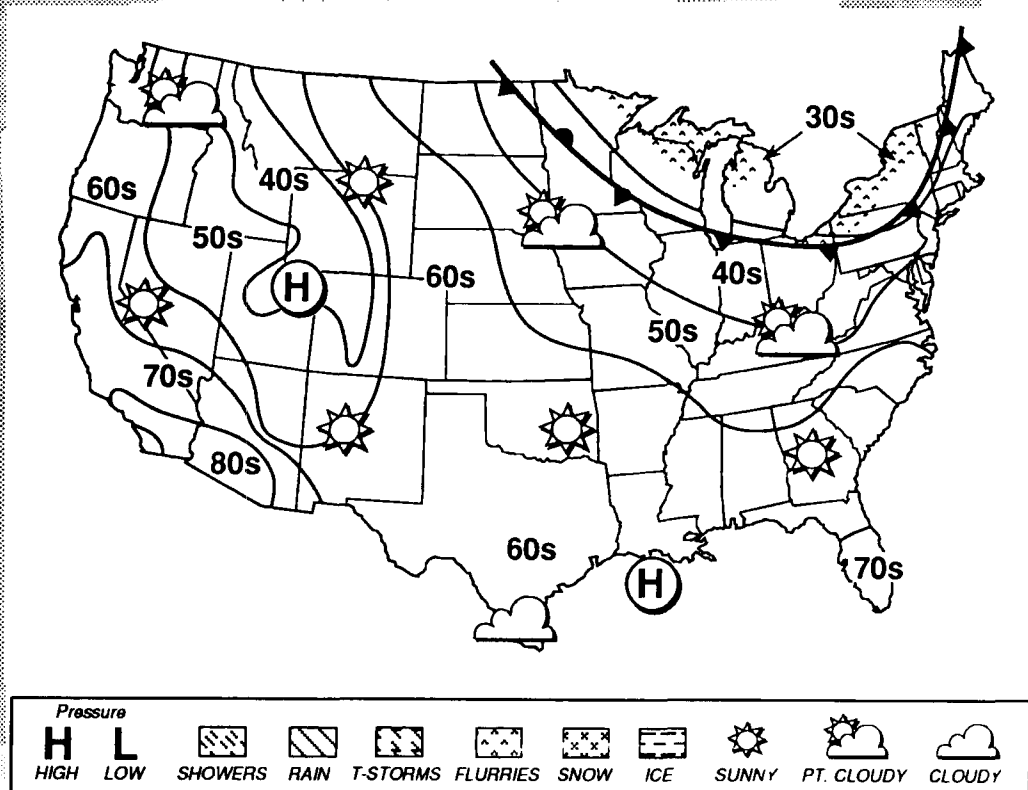 30s
60s
40s
50s
H
60s
40s
50s
70s
80s
60s
H
70s
Pressure
H L
HIGH LOW SHOWERS RAIN T-STORMS FLURRIES SNOW ICE SUNNY PT. CLOUDY CLOUDY